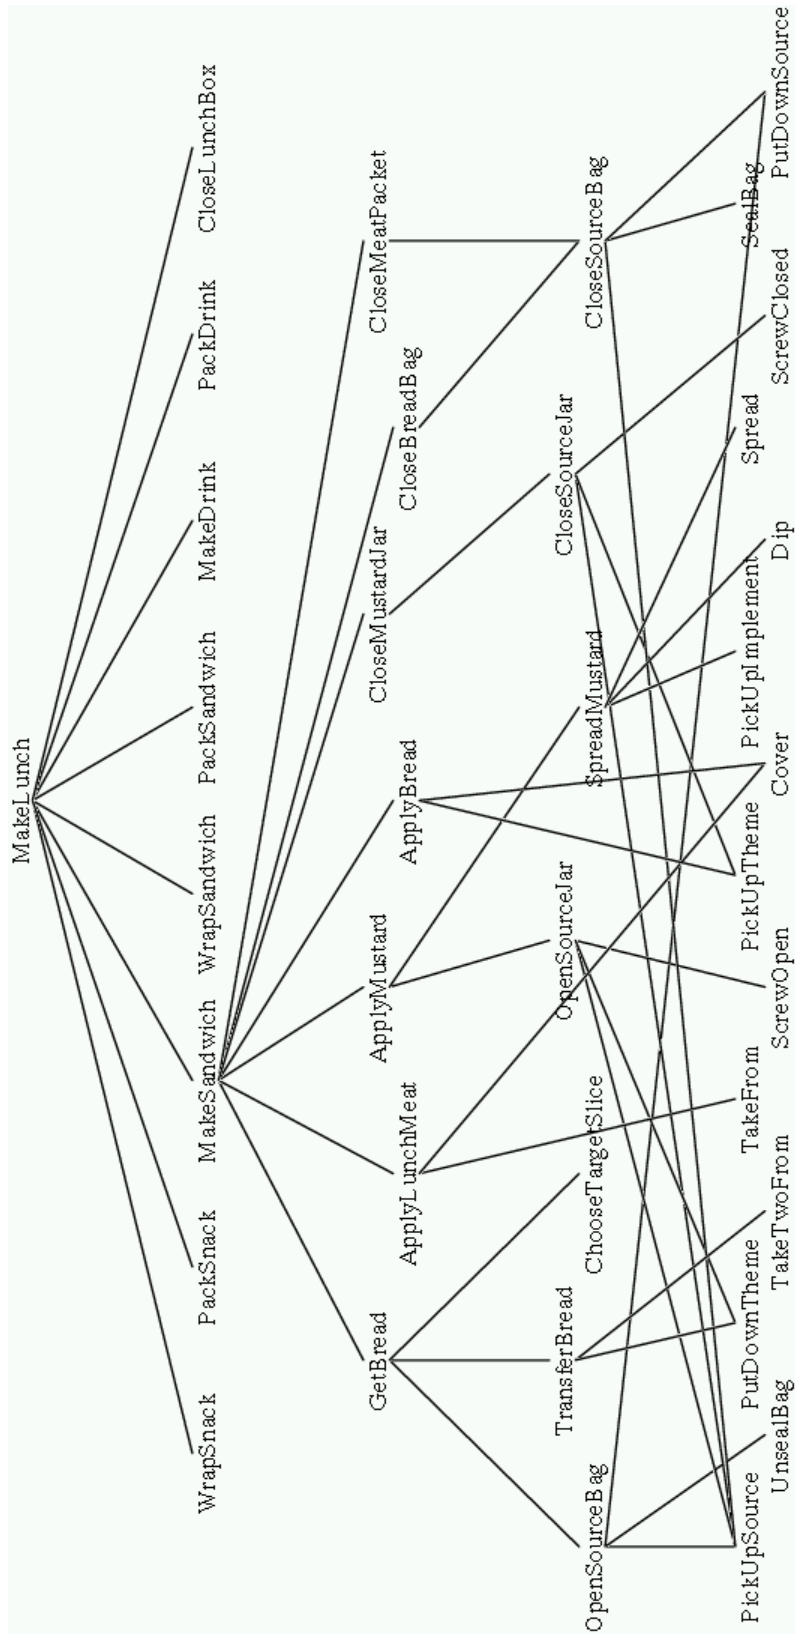 MakeLunch
WrapSnack
PackSnack
MakeSandwich
WrapSandwich
PackSandwich
MakeDrink
PackDrink
CloseLunchBox
GetBread
ApplyLunchMeat
ApplyMustard
ApplyBread
CloseMustardJar
CloseBreadBag
CloseMeatPacket
OpenSourceBag
TransferBread
ChooseTargetSlice
OpenSourceJar
SpreadMustard
CloseSourceJar
CloseSourceBag
PickUpSource
UnsealBag
PutDownTheme
TakeTwoFrom
TakeFrom
ScrewOpen
PickUpTheme
Cover
PickUpImplement
Dip
Spread
ScrewClosed
SealBag
PutDownSource